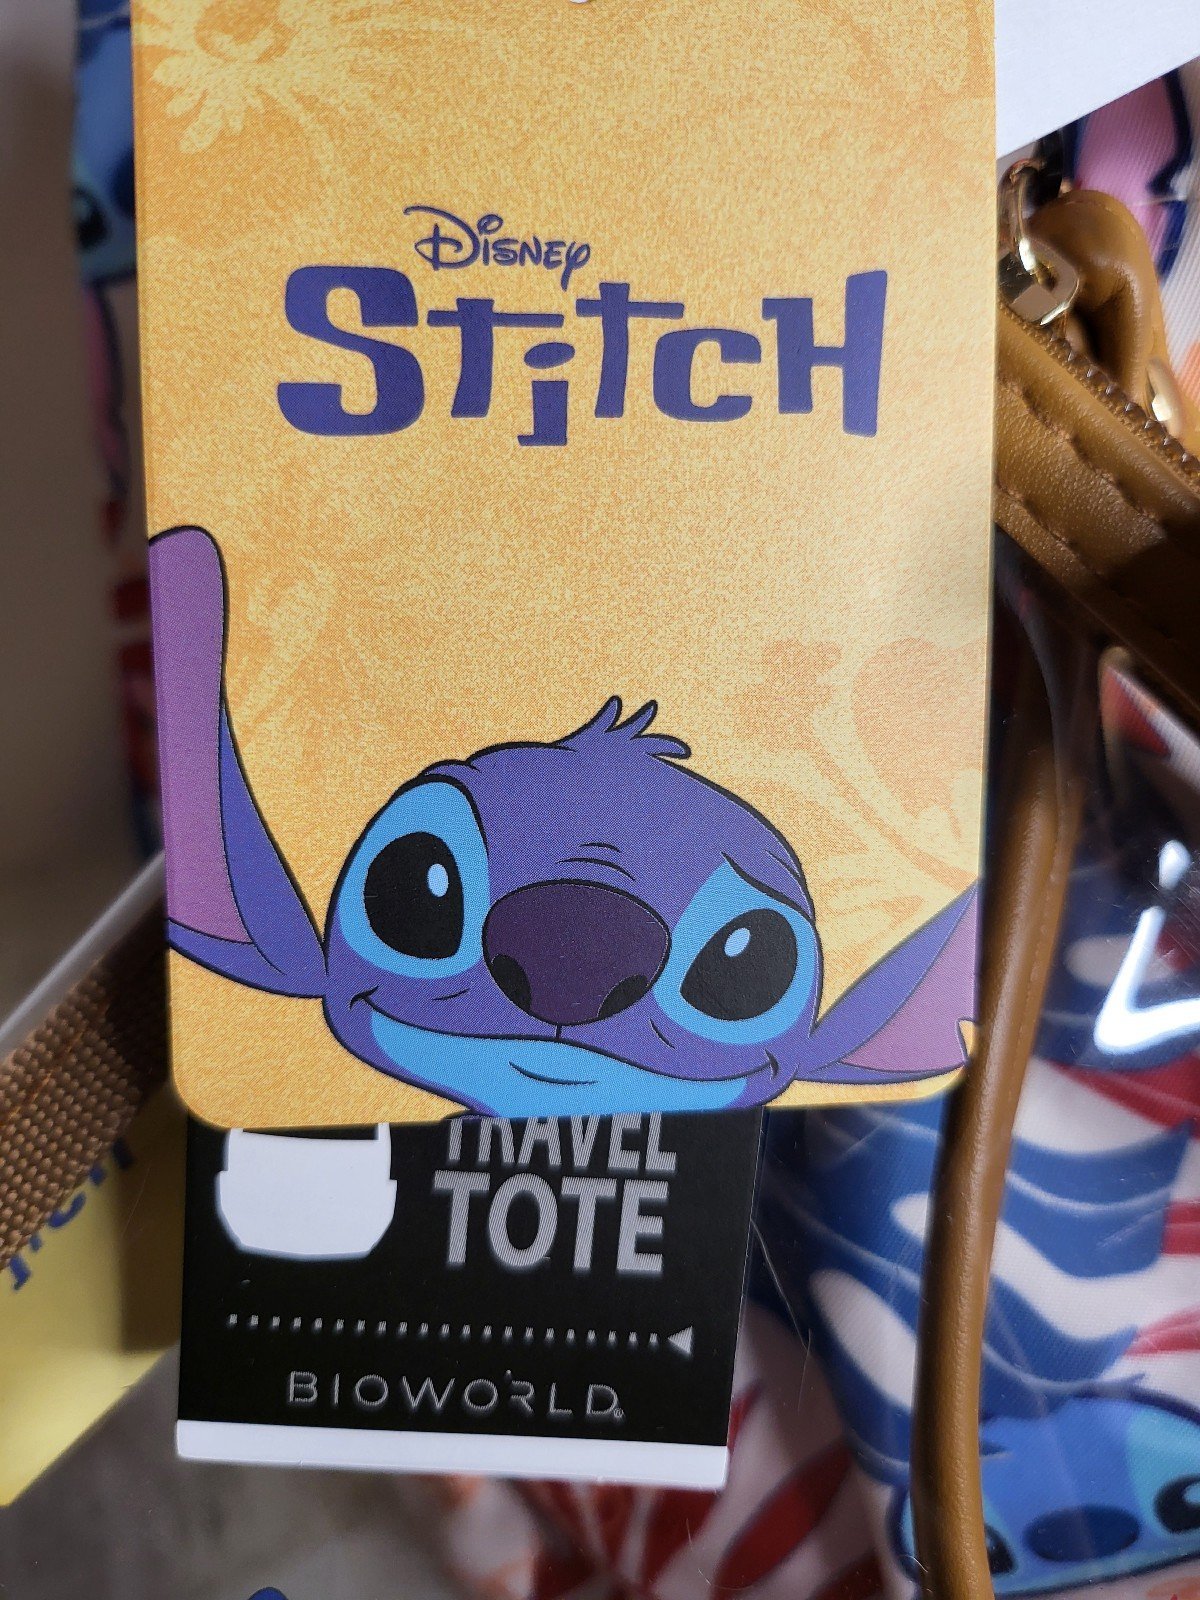 Disney
Stitch
TRAVEL
TOTE
BIOWORLD®